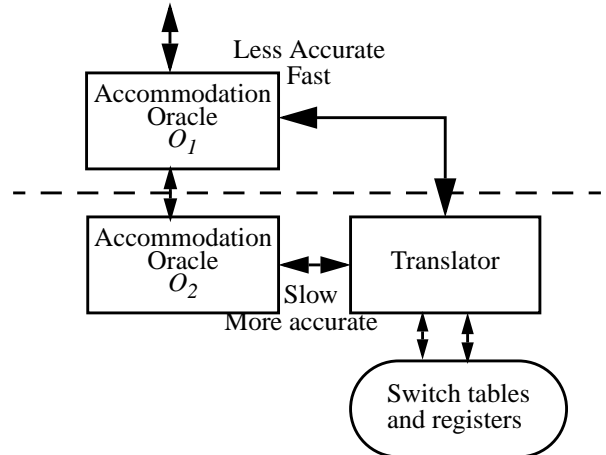 Less Accurate
Fast
Accommodation
Oracle
O1
Accommodation
Oracle
O2
Translator
Slow
More accurate
Switch tables
and registers